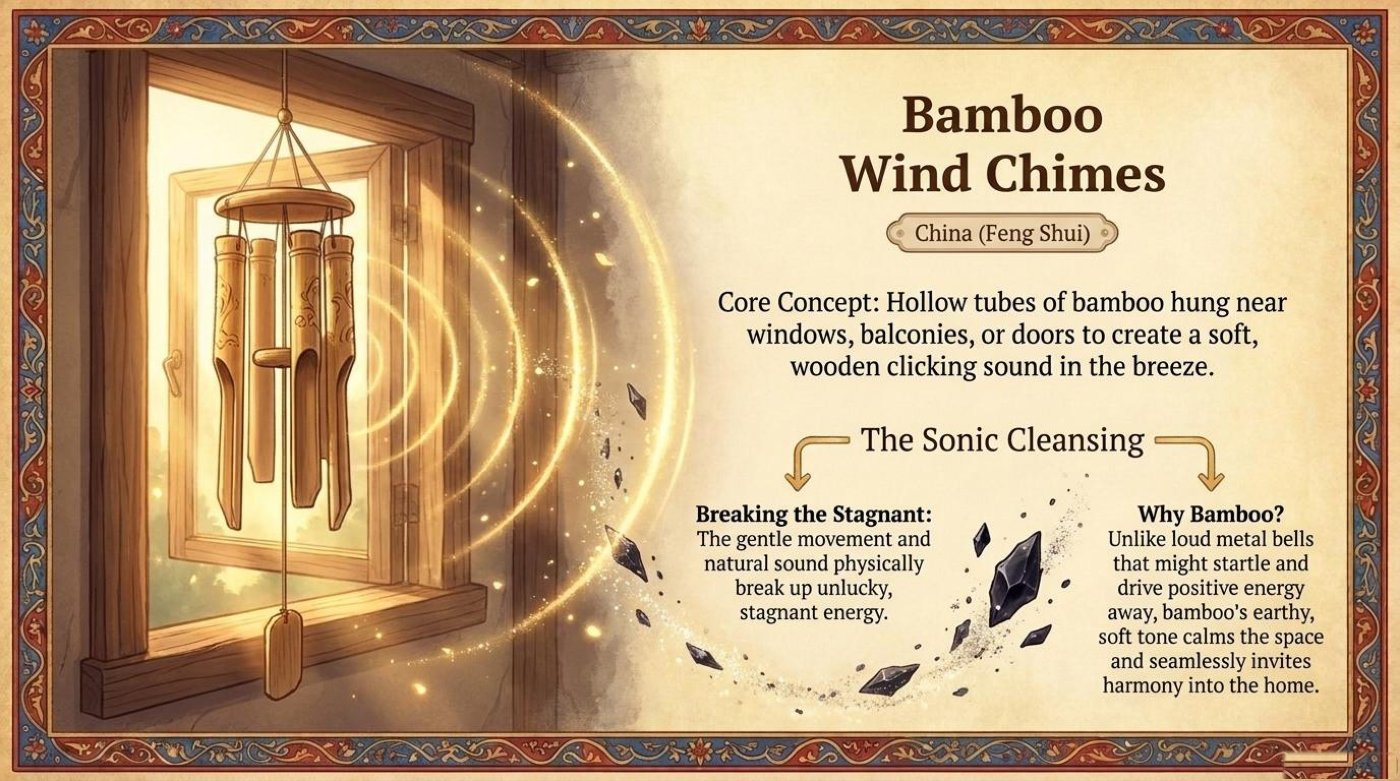 Bamboo
Wind Chimes
China (Feng Shui)
Core Concept: Hollow tubes of bamboo hung near
windows, balconies, or doors to create a soft,
wooden clicking sound in the breeze.
The Sonic Cleansing
Breaking the Stagnant:
The gentle movement and
natural sound physically
break up unlucky,
stagnant energy.
Why Bamboo?
Unlike loud metal bells
that might startle and
drive positive energy
away, bamboo's earthy,
soft tone calms the space
and seamlessly invites
harmony into the home.